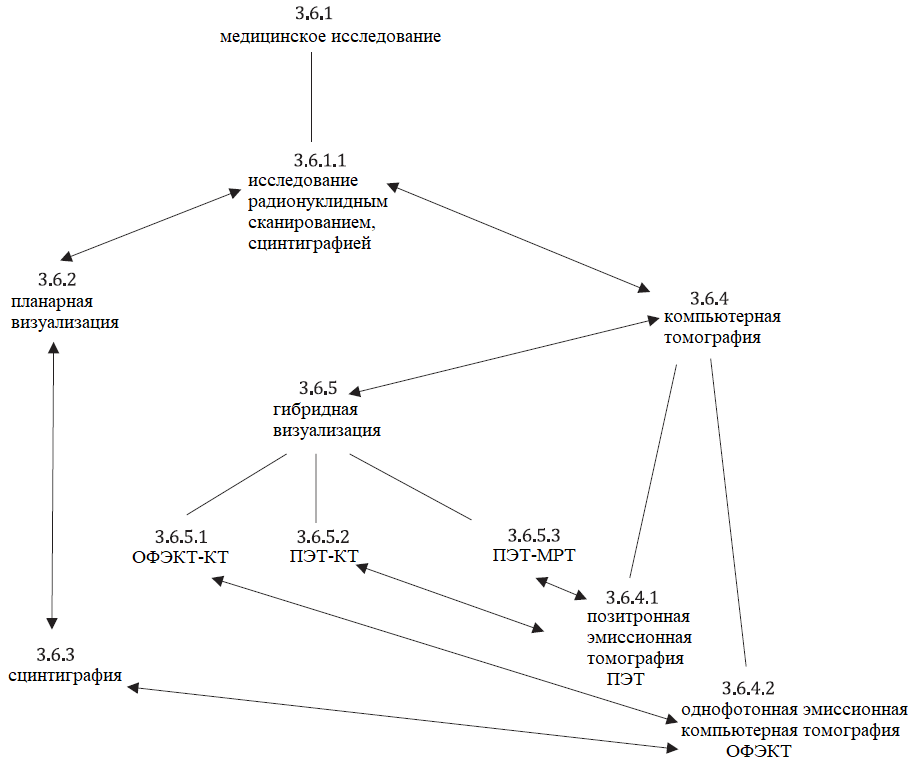 3.6.1
медицинское исследование
3.6.1.1
исследование
радионуклидным
сканированием,
сцинтиграфией
3.6.2
планарная
визуализация
3.6.4
компьютерная
томография
3.6.5
гибридная
визуализация
3.6.5.1
ОФЭКТ-КТ
3.6.5.2
ПЭТ-КТ
3.6.5.3
ПЭТ-МРТ
3.6.4.1
позитронная
эмиссионная
томография
ПЭТ
3.6.3
сцинтиграфия
3.6.4.2
однофотонная эмиссионная
компьютерная томография
ОФЭКТ